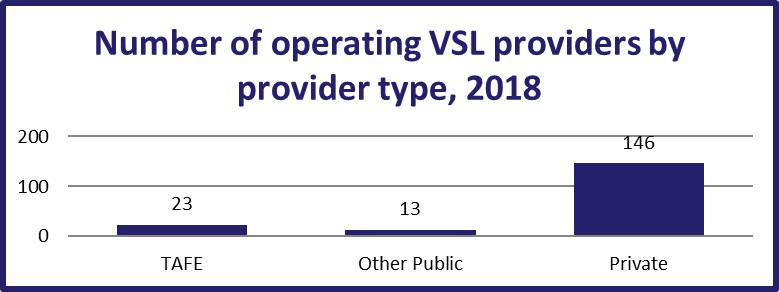 Number of operating VSL providers by
provider type, 2018
200
100
0
23
13
146
TAFE
Other Public
Private